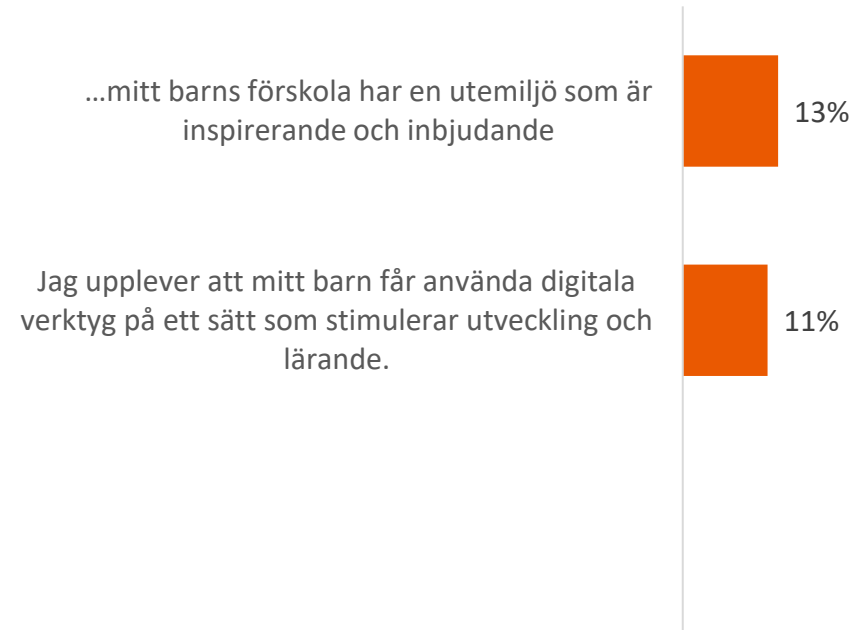 …mitt barns förskola har en utemiljö som är
inspirerande och inbjudande
13%
Jag upplever att mitt barn får använda digitala
verktyg på ett sätt som stimulerar utveckling och
lärande.
11%